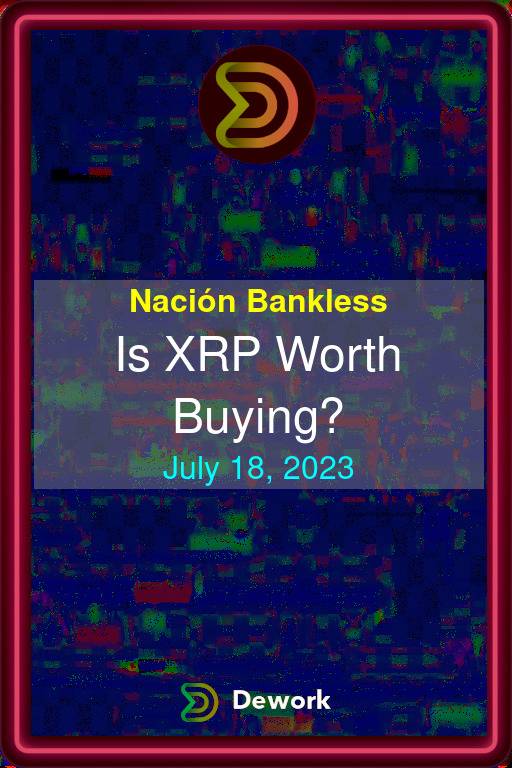 Nación Bankless
Is XRP Worth
Buying?
July 18, 2023
Dework